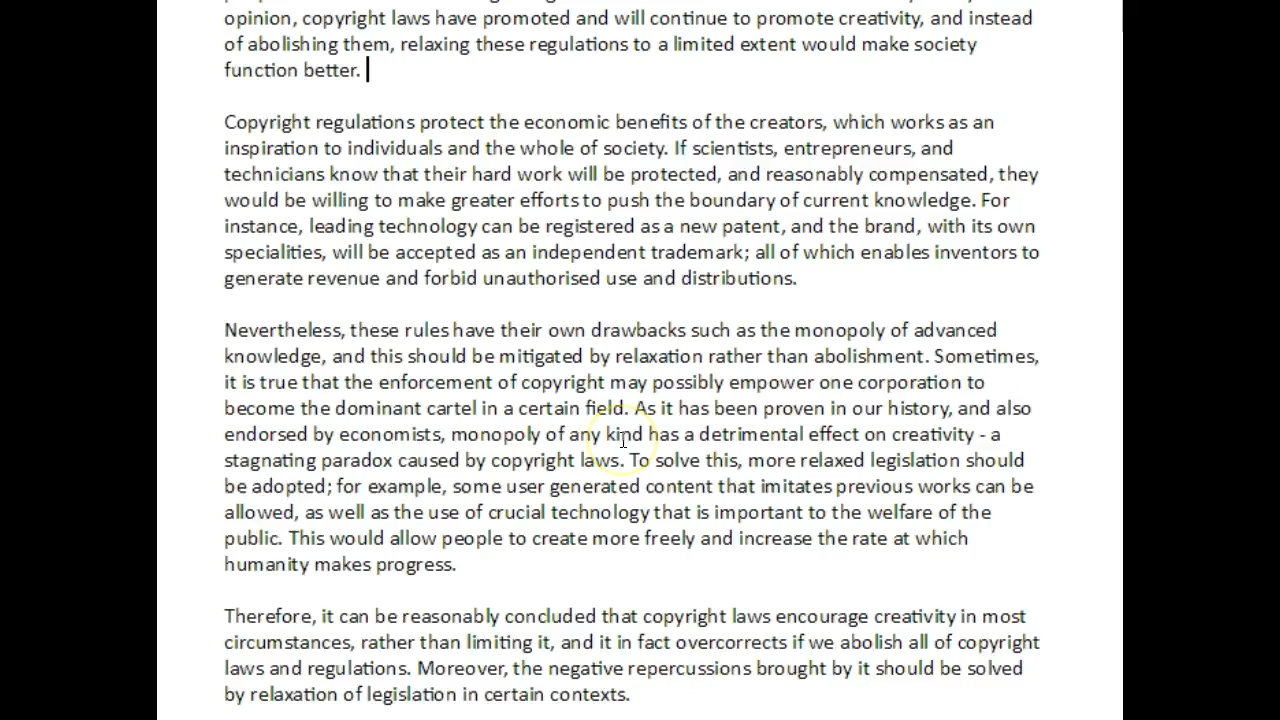 opinion, copyright laws have promoted and will continue to promote creativity, and instead
of abolishing them, relaxing these regulations to a limited extent would make society
function better.
Copyright regulations protect the economic benefits of the creators, which works as an
inspiration to individuals and the whole of society. If scientists, entrepreneurs, and
technicians know that their hard work will be protected, and reasonably compensated, they
would be willing to make greater efforts to push the boundary of current knowledge. For
instance, leading technology can be registered as a new patent, and the brand, with its own
specialities, will be accepted as an independent trademark; all of which enables inventors to
generate revenue and forbid unauthorised use and distributions.
Nevertheless, these rules have their own drawbacks such as the monopoly of advanced
knowledge, and this should be mitigated by relaxation rather than abolishment. Sometimes,
it is true that the enforcement of copyright may possibly empower one corporation to
become the dominant cartel in a certain field. As it has been proven in our history, and also
endorsed by economists, monopoly of any kind has a detrimental effect on creativity - a
stagnating paradox caused by copyright laws. To solve this, more relaxed legislation should
be adopted; for example, some user generated content that imitates previous works can be
allowed, as well as the use of crucial technology that is important to the welfare of the
public. This would allow people to create more freely and increase the rate at which
humanity makes progress.
Therefore, it can be reasonably concluded that copyright laws encourage creativity in most
circumstances, rather than limiting it, and it in fact overcorrects if we abolish all of copyright
laws and regulations. Moreover, the negative repercussions brought by it should be solved
by relaxation of legislation in certain contexts.